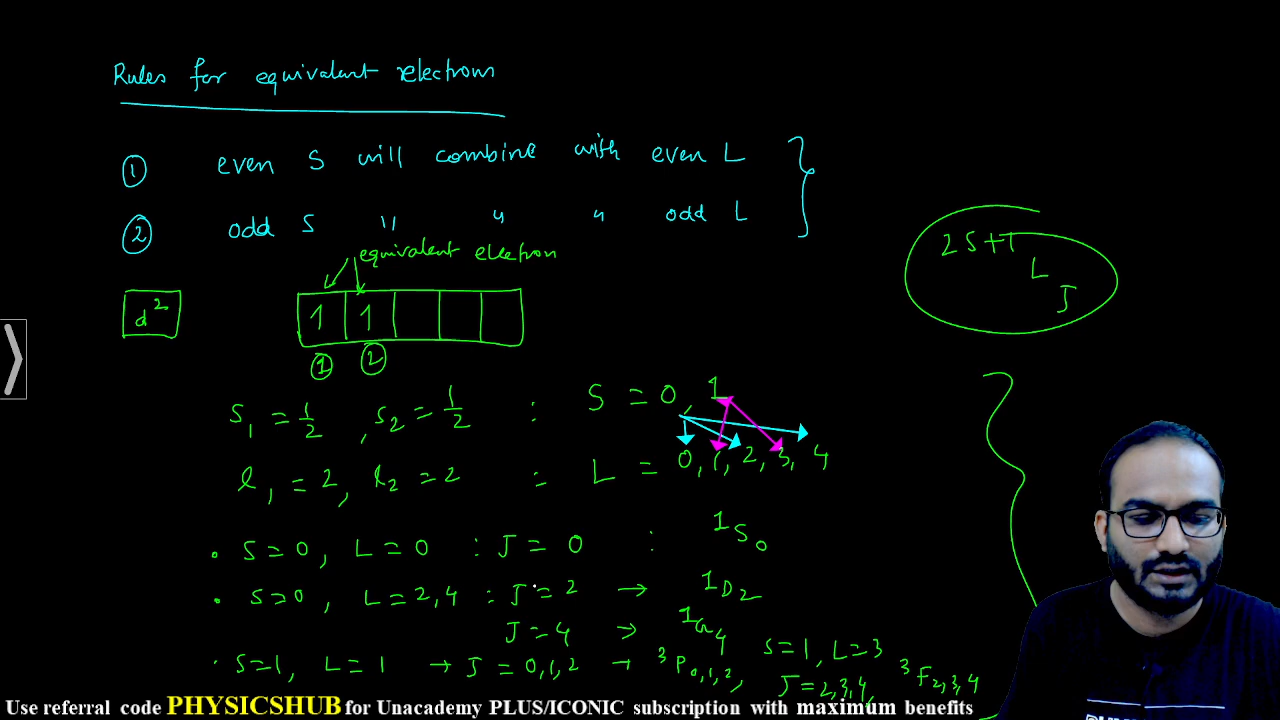 Rules for equivalent electrons
① even S will combine with even L
② odd S " " " odd L
equivalent electron
2S+1 L J
d²
1 1
① ②
s₁ = 1/2 , s₂ = 1/2 : S = 0, 1
l₁ = 2, l₂ = 2 : L = 0, 1, 2, 3, 4
• S=0, L=0 : J = 0 : ¹S₀
• S=0, L=2,4 : J=2 → ¹D₂
J=4 → ¹G₄
• S=1, L=1 → J=0,1,2 → ³P₀,₁,₂, S=1, L=3
J=2,3,4, ³F₂,₃,₄
Use referral code PHYSICSHUB for Unacademy PLUS/ICONIC subscription with maximum benefits